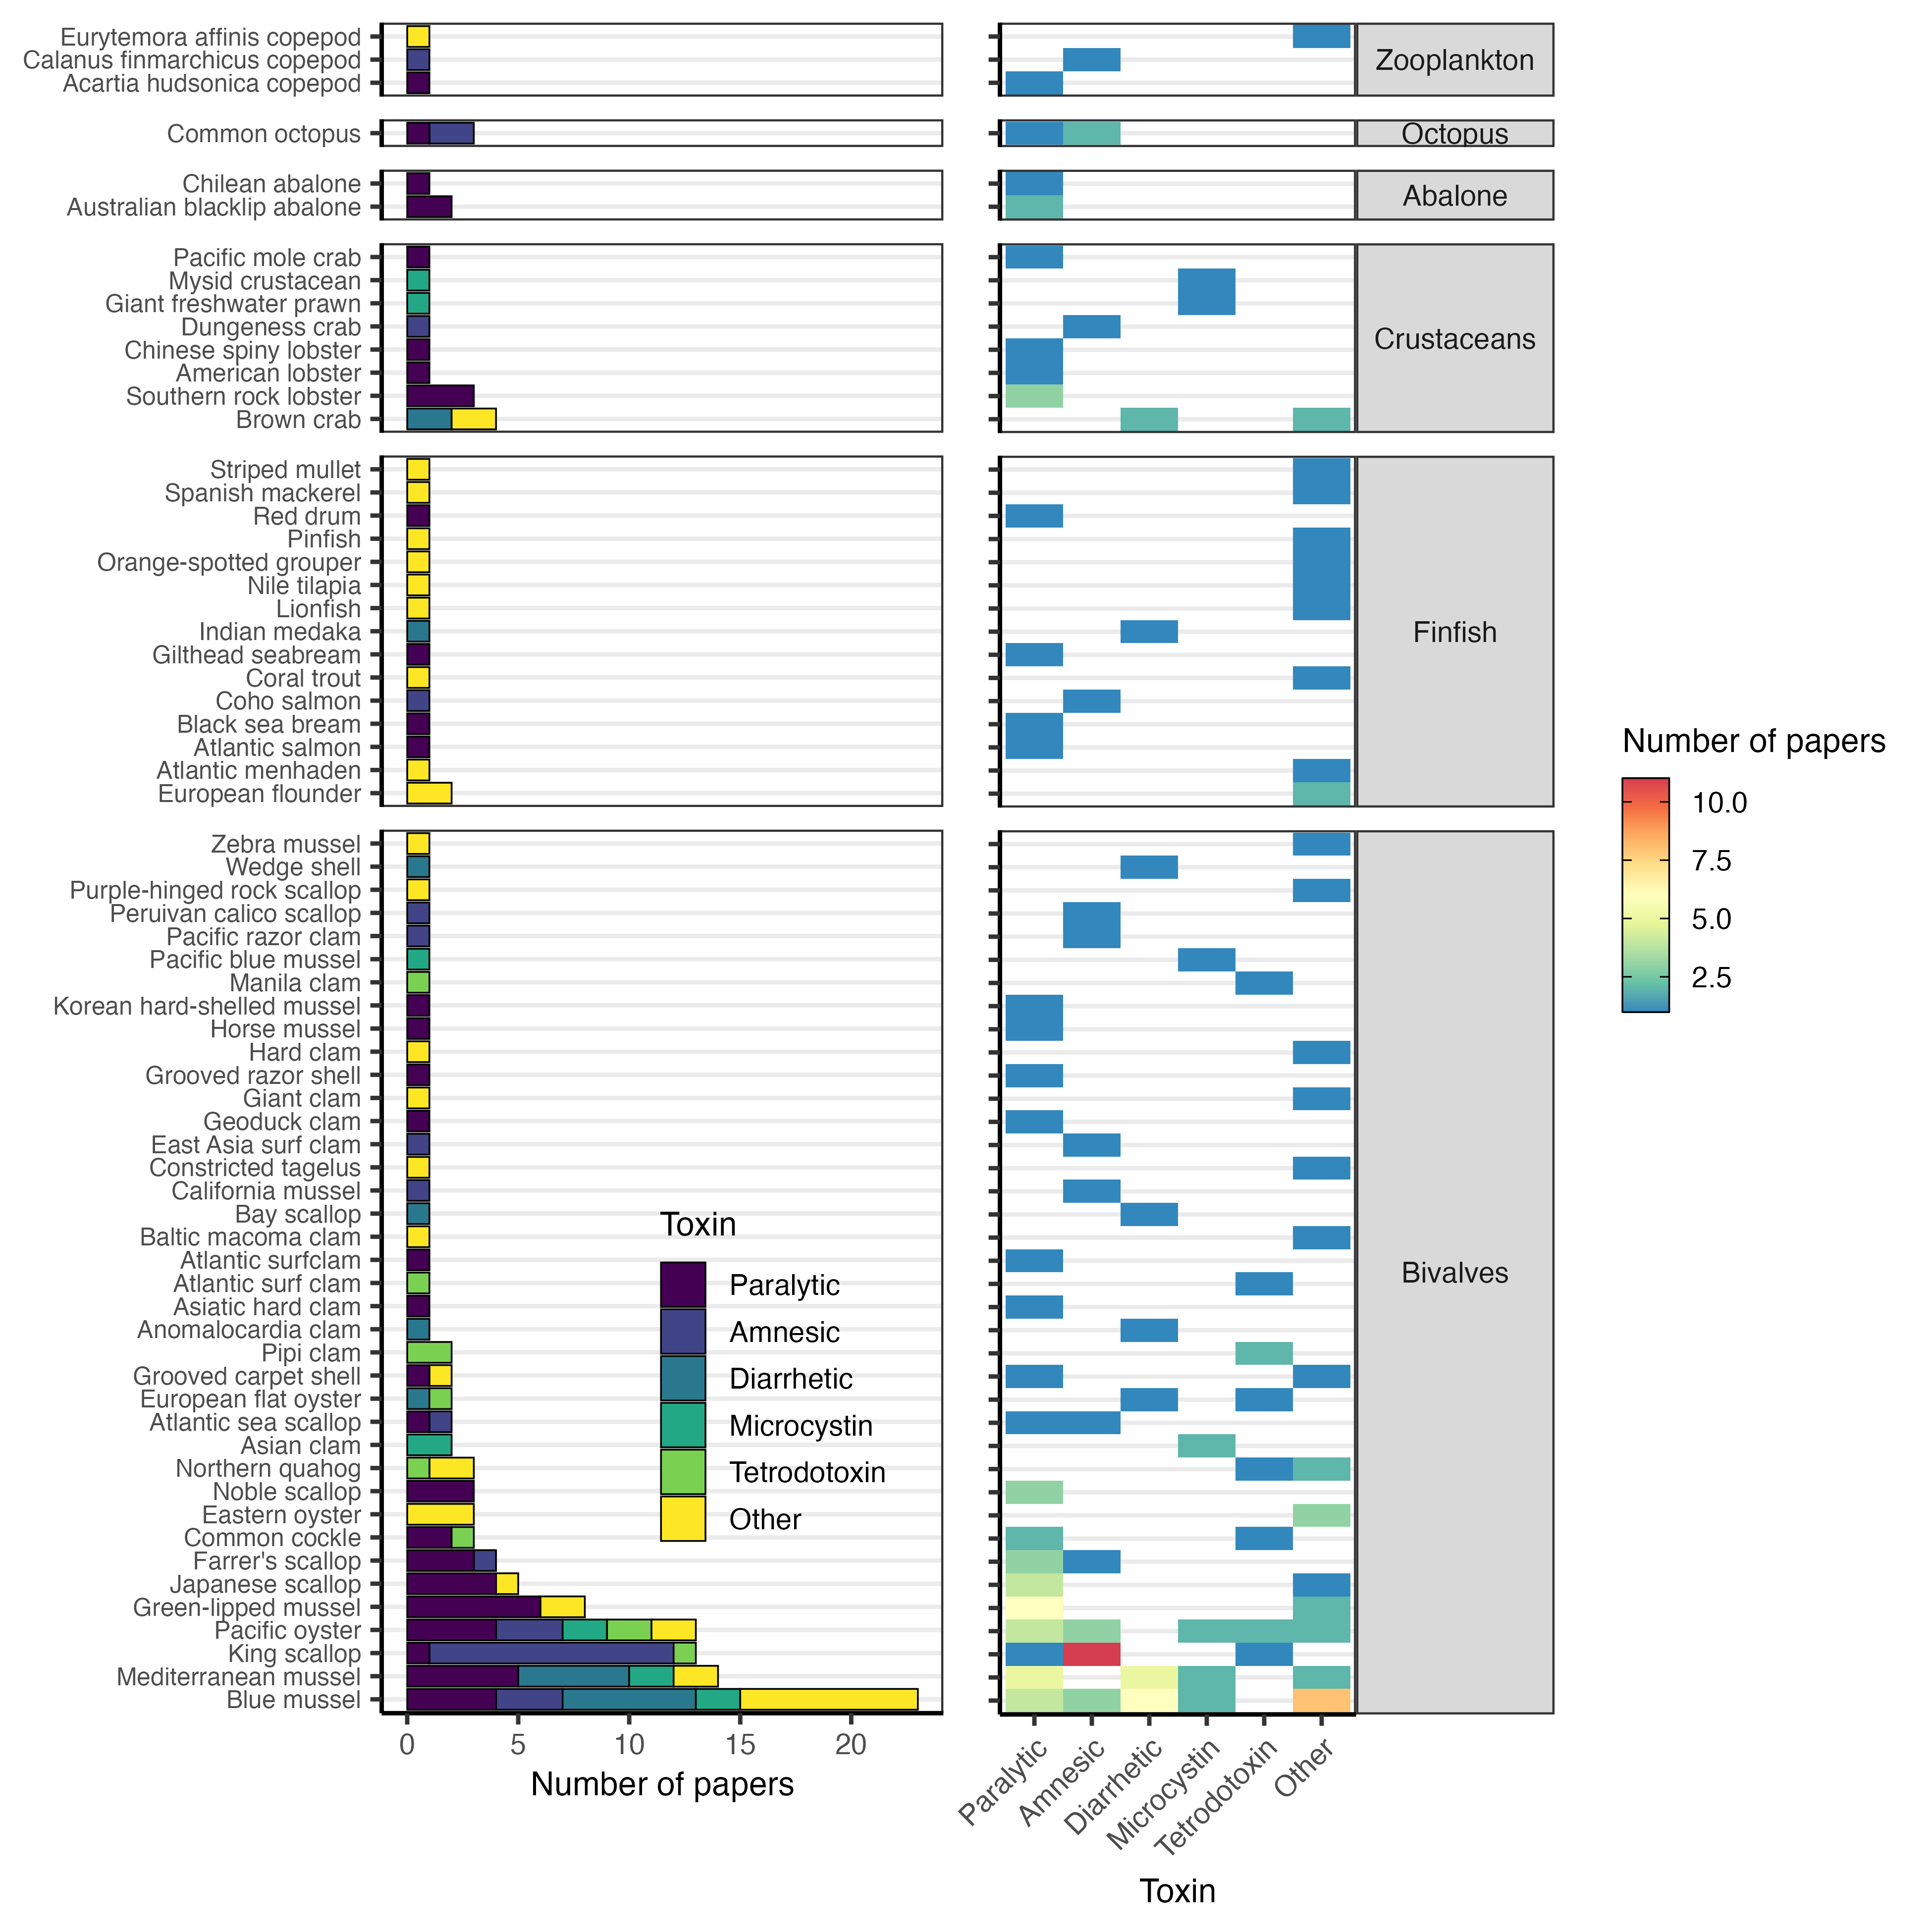 Eurytemora affinis copepod
Calanus finmarchicus copepod
Acartia hudsonica copepod
Zooplankton
Common octopus
Octopus
Chilean abalone
Australian blacklip abalone
Abalone
Pacific mole crab
Mysid crustacean
Giant freshwater prawn
Dungeness crab
Chinese spiny lobster
American lobster
Southern rock lobster
Brown crab
Crustaceans
Striped mullet
Spanish mackerel
Red drum
Pinfish
Orange-spotted grouper
Nile tilapia
Lionfish
Indian medaka
Gilthead seabream
Coral trout
Coho salmon
Black sea bream
Atlantic salmon
Atlantic menhaden
European flounder
Finfish
Zebra mussel
Wedge shell
Purple-hinged rock scallop
Peruivan calico scallop
Pacific razor clam
Pacific blue mussel
Manila clam
Korean hard-shelled mussel
Horse mussel
Hard clam
Grooved razor shell
Giant clam
Geoduck clam
East Asia surf clam
Constricted tagelus
California mussel
Bay scallop
Baltic macoma clam
Atlantic surfclam
Atlantic surf clam
Asiatic hard clam
Anomalocardia clam
Pipi clam
Grooved carpet shell
European flat oyster
Atlantic sea scallop
Asian clam
Northern quahog
Noble scallop
Eastern oyster
Common cockle
Farrer's scallop
Japanese scallop
Green-lipped mussel
Pacific oyster
King scallop
Mediterranean mussel
Blue mussel
Bivalves
Toxin
Paralytic
Amnesic
Diarrhetic
Microcystin
Tetrodotoxin
Other
0 5 10 15 20
Number of papers
Paralytic
Amnesic
Diarrhetic
Microcystin
Tetrodotoxin
Other
Toxin
Number of papers
10.0
7.5
5.0
2.5